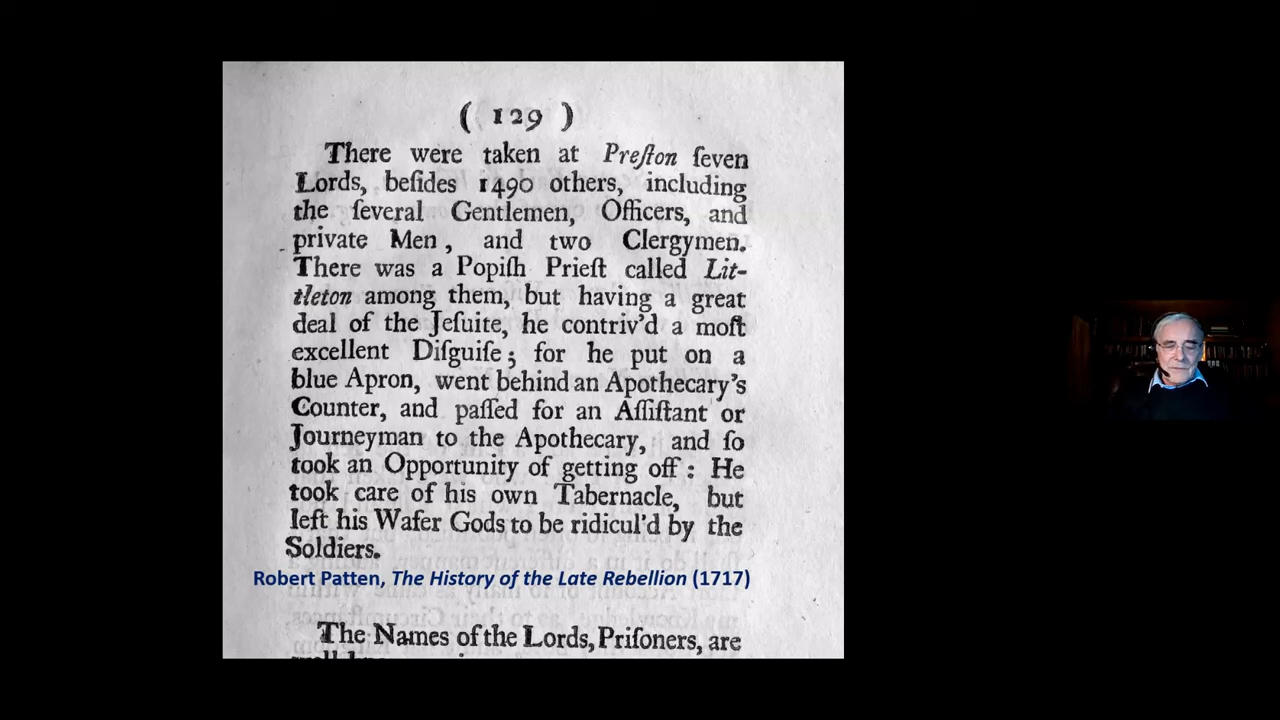 ( 129 )
There were taken at Preſton ſeven
Lords, beſides 1490 others, including
the ſeveral Gentlemen, Officers, and
private Men , and two Clergymen.
There was a Popiſh Prieſt called Lit-
tleton among them, but having a great
deal of the Jeſuite, he contriv'd a moſt
excellent Diſguiſe ; for he put on a
blue Apron, went behind an Apothecary's
Counter, and paſſed for an Aſſiſtant or
Journeyman to the Apothecary, and ſo
took an Opportunity of getting off : He
took care of his own Tabernacle, but
left his Wafer Gods to be ridicul'd by the
Soldiers.
Robert Patten, The History of the Late Rebellion (1717)
The Names of the Lords, Priſoners, are